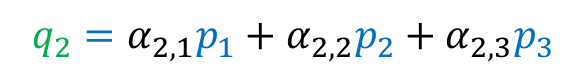 q₂ = α₂,₁p₁ + α₂,₂p₂ + α₂,₃p₃